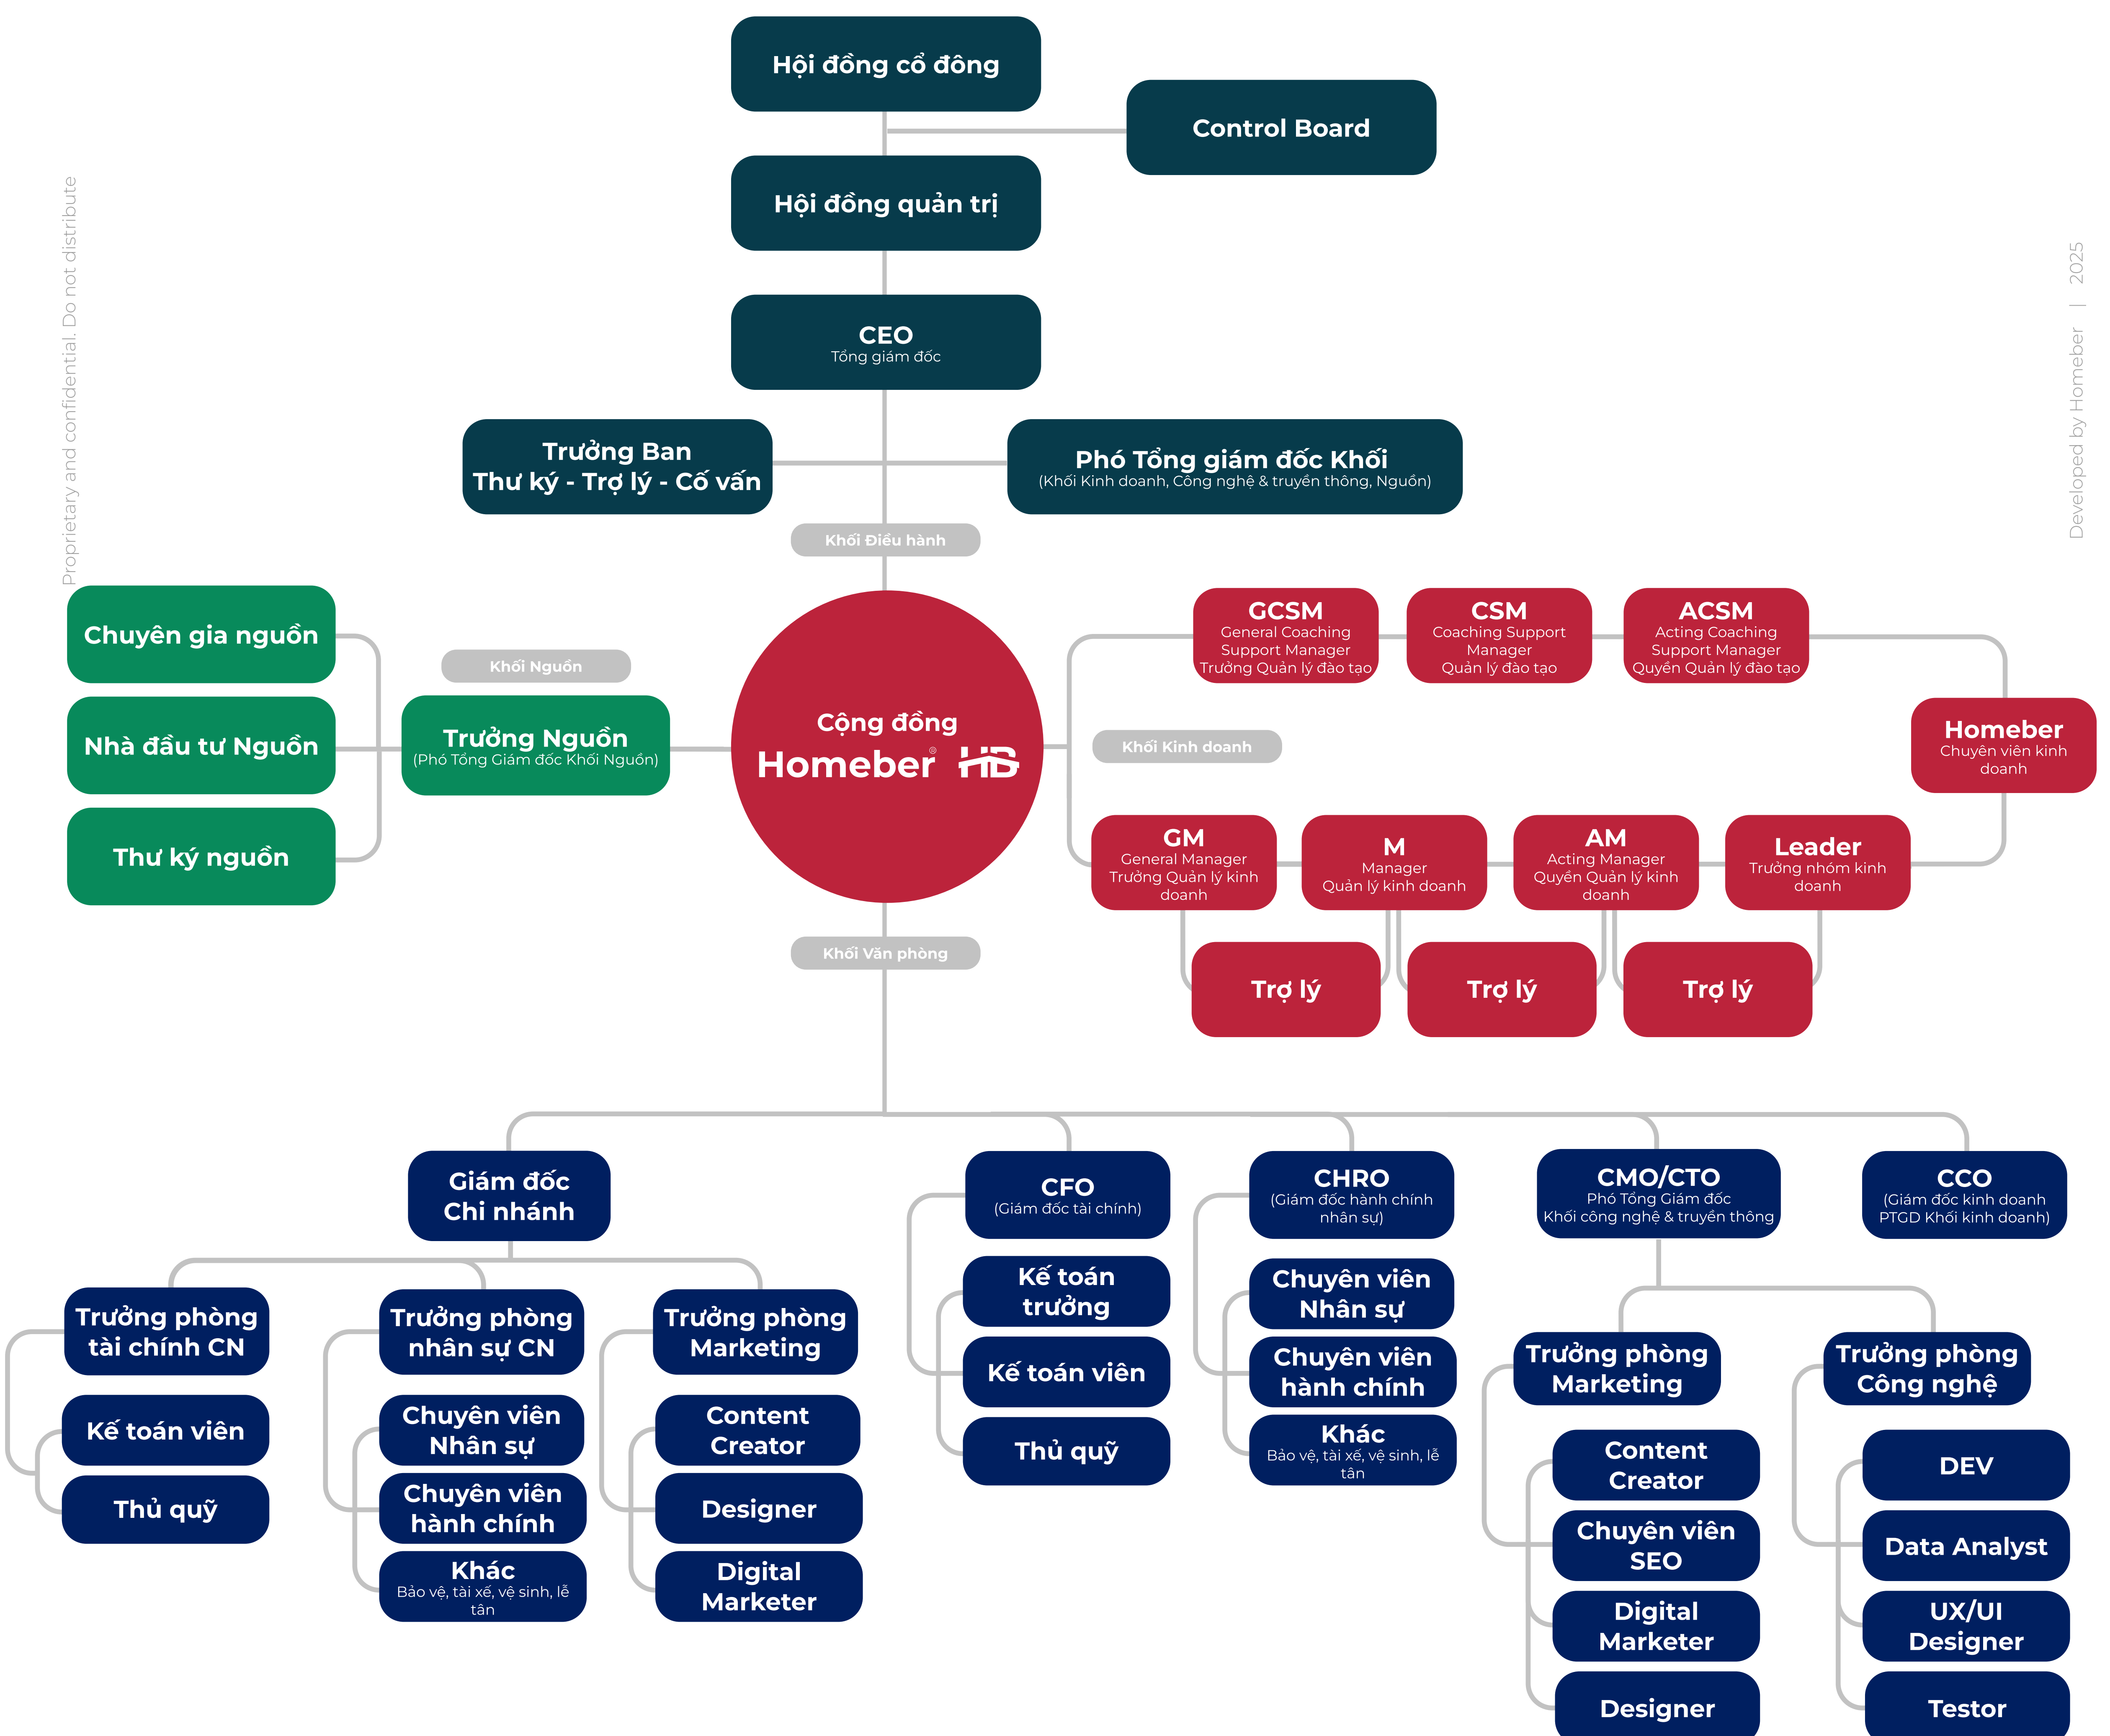 Hội đồng cổ đông
Control Board
Hội đồng quản trị
CEO
Tổng giám đốc
Trưởng Ban
Thư ký - Trợ lý - Cố vấn
Phó Tổng giám đốc Khối
(Khối Kinh doanh, Công nghệ & truyền thông, Nguồn)
Khối Điều hành
Proprietary and confidential. Do not distribute
Developed by Homeber | 2025
Chuyên gia nguồn
Nhà đầu tư Nguồn
Thư ký nguồn
Khối Nguồn
Trưởng Nguồn
(Phó Tổng Giám đốc Khối Nguồn)
Cộng đồng
Homeber® HB
Khối Kinh doanh
GCSM
General Coaching
Support Manager
Trưởng Quản lý đào tạo
CSM
Coaching Support
Manager
Quản lý đào tạo
ACSM
Acting Coaching
Support Manager
Quyền Quản lý đào tạo
Homeber
Chuyên viên kinh
doanh
GM
General Manager
Trưởng Quản lý kinh
doanh
M
Manager
Quản lý kinh doanh
AM
Acting Manager
Quyền Quản lý kinh
doanh
Leader
Trưởng nhóm kinh
doanh
Trợ lý
Trợ lý
Trợ lý
Khối Văn phòng
Giám đốc
Chi nhánh
Trưởng phòng
tài chính CN
Kế toán viên
Thủ quỹ
Trưởng phòng
nhân sự CN
Chuyên viên
Nhân sự
Chuyên viên
hành chính
Khác
Bảo vệ, tài xế, vệ sinh, lễ
tân
Trưởng phòng
Marketing
Content
Creator
Designer
Digital
Marketer
CFO
(Giám đốc tài chính)
Kế toán
trưởng
Kế toán viên
Thủ quỹ
CHRO
(Giám đốc hành chính
nhân sự)
Chuyên viên
Nhân sự
Chuyên viên
hành chính
Khác
Bảo vệ, tài xế, vệ sinh, lễ
tân
CMO/CTO
Phó Tổng Giám đốc
Khối công nghệ & truyền thông
Trưởng phòng
Marketing
Content
Creator
Chuyên viên
SEO
Digital
Marketer
Designer
Trưởng phòng
Công nghệ
DEV
Data Analyst
UX/UI
Designer
Testor
CCO
(Giám đốc kinh doanh
PTGD Khối kinh doanh)